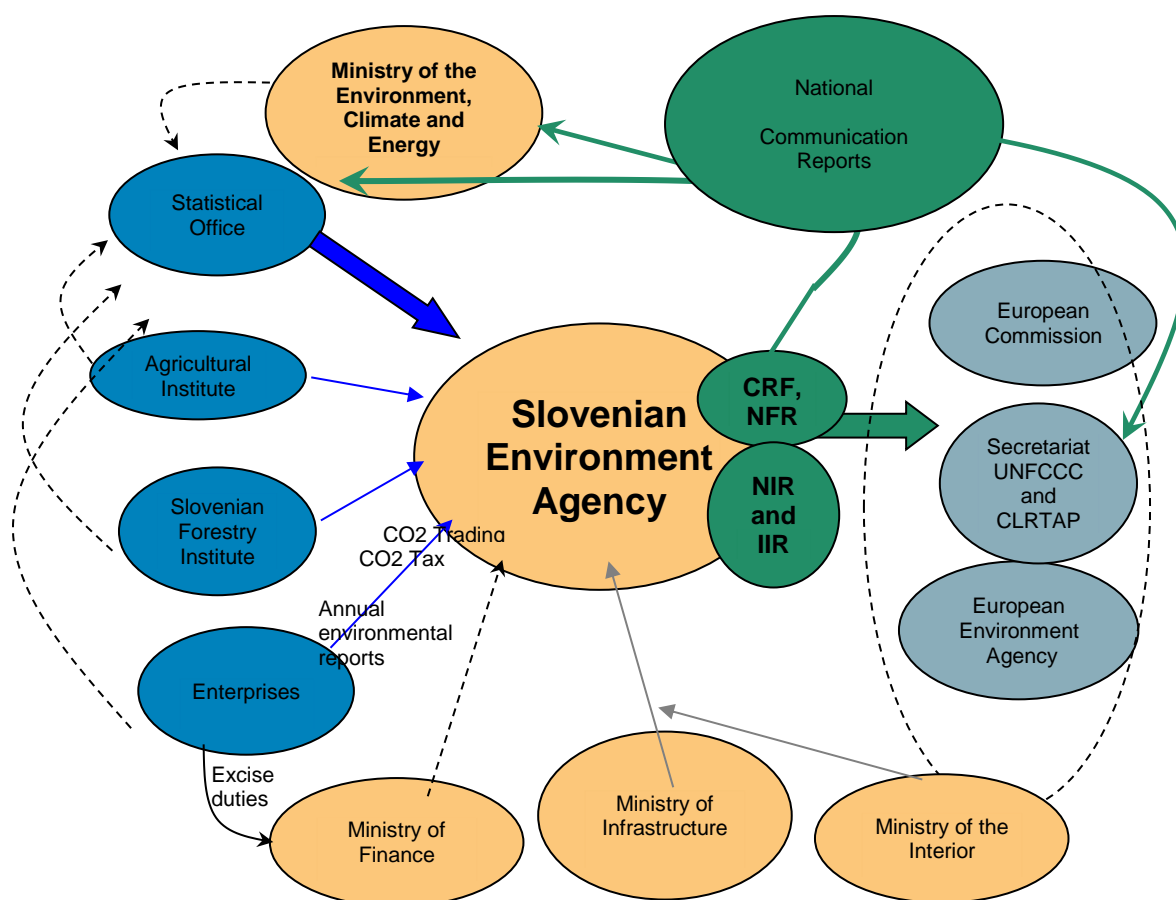 Ministry of the
Environment,
Climate and
Energy
National
Communication
Reports
Statistical
Office
European
Commission
Agricultural
Institute
CRF,
NFR
Slovenian
Environment
Agency
Secretariat
UNFCCC
and
CLRTAP
NIR
and
IIR
Slovenian
Forestry
Institute
CO2 Trading
CO2 Tax
Annual
environmental
reports
European
Environment
Agency
Enterprises
Excise
duties
Ministry of
Finance
Ministry of
Infrastructure
Ministry of the
Interior